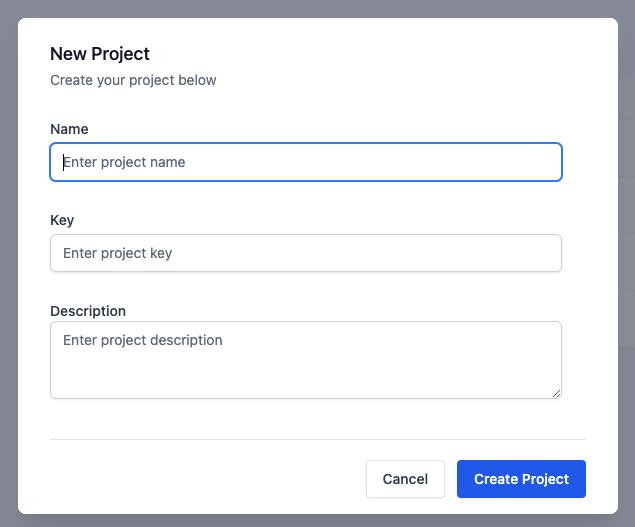 New Project
Create your project below
Name
Enter project name
Key
Enter project key
Description
Enter project description
Cancel
Create Project